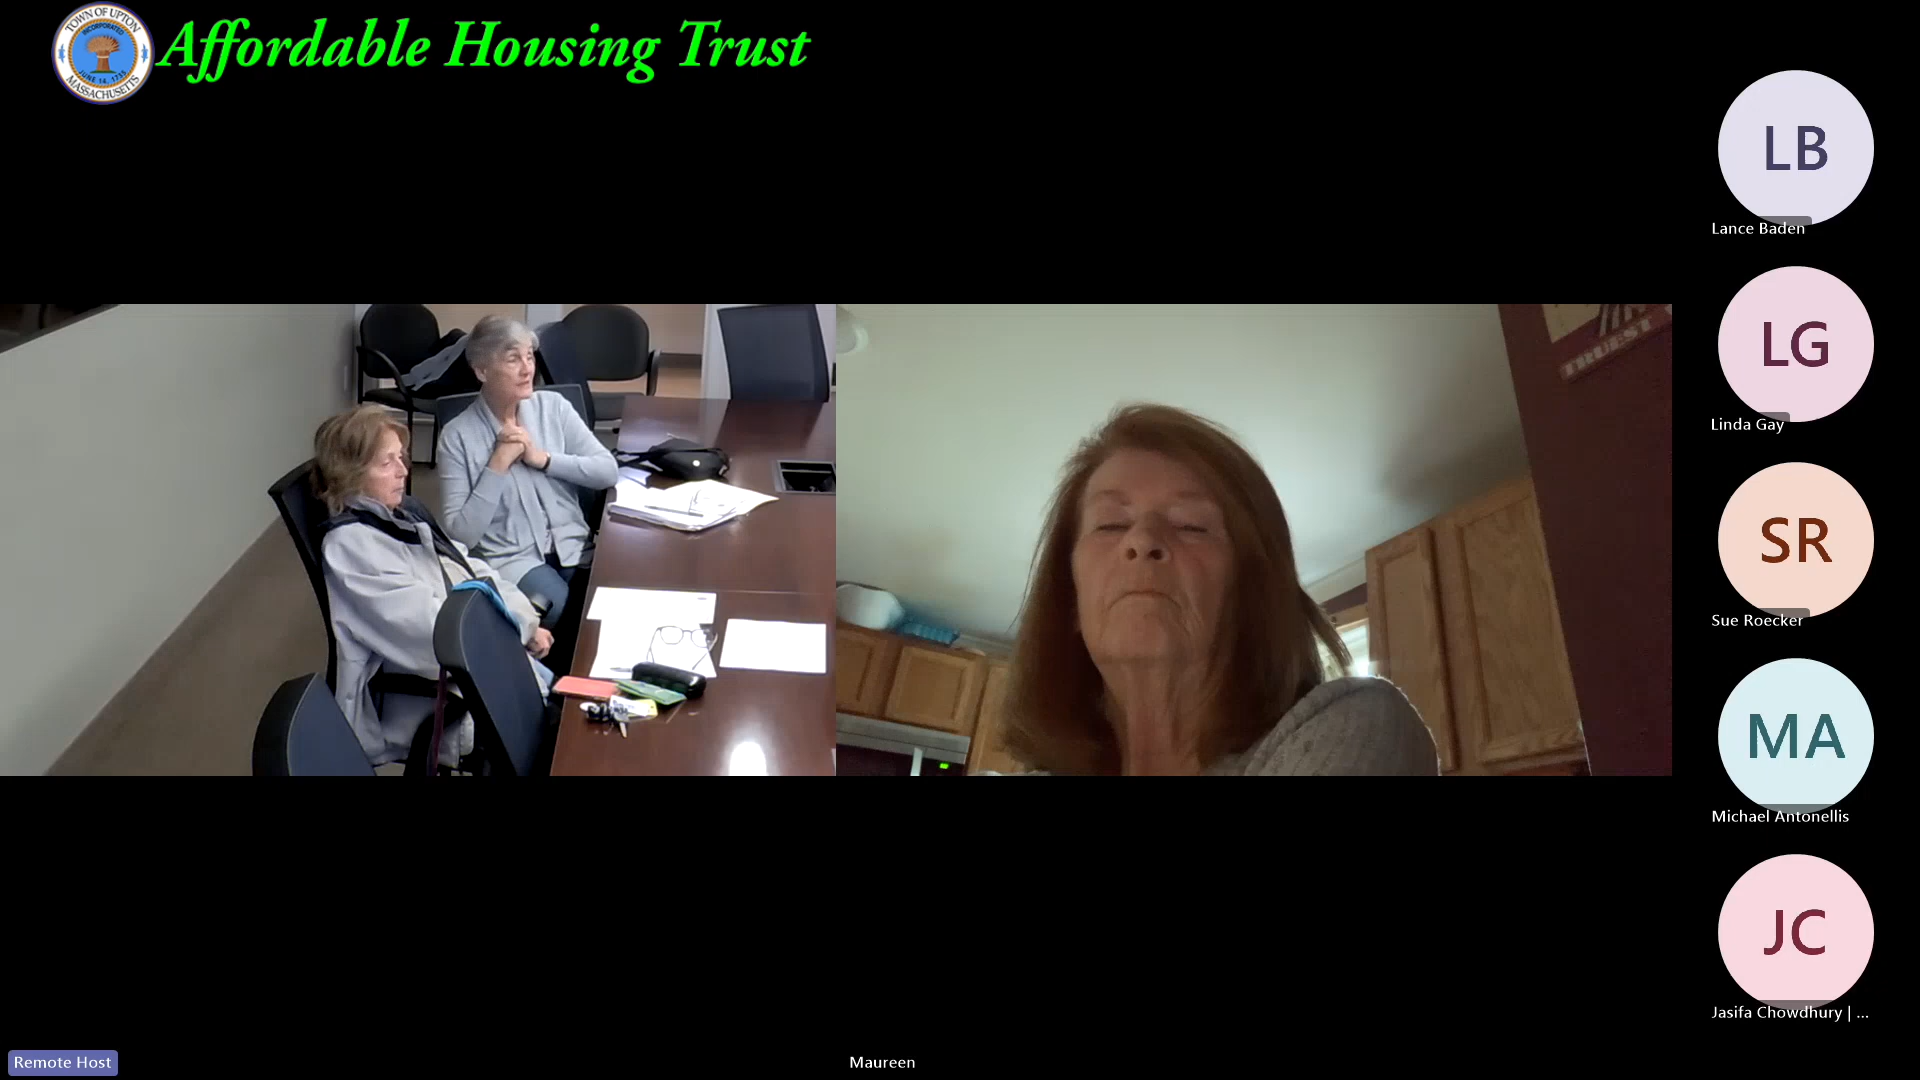 TOWN OF UPTON
INCORPORATED
JUNE 14, 1735
MASSACHUSETTS
Affordable Housing Trust
LB
Lance Baden
LG
Linda Gay
TRUEST
SR
Sue Roecker
MA
Michael Antonellis
JC
Jasifa Chowdhury | ...
Remote Host
Maureen